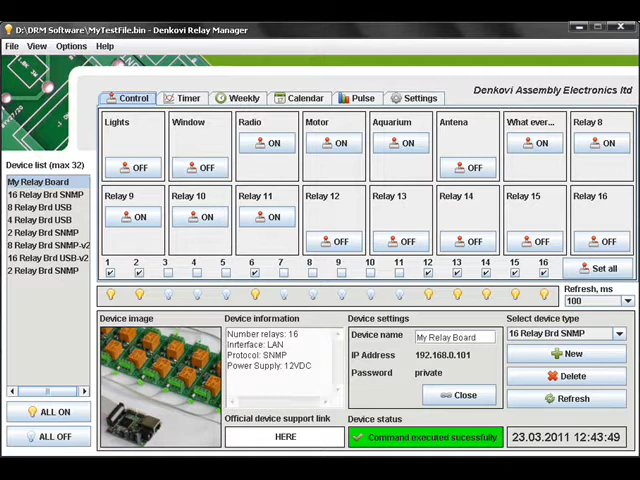 D:\DRM Software\MyTestFile.bin - Denkovi Relay Manager
File View Options Help
Denkovi Assembly Electronics ltd
Control Timer Weekly Calendar Pulse Settings
Device list (max 32)
My Relay Board
16 Relay Brd SNMP
8 Relay Brd USB
4 Relay Brd USB
2 Relay Brd SNMP
8 Relay Brd SNMP-v2
16 Relay Brd USB-v2
2 Relay Brd SNMP
ALL ON
ALL OFF
Lights Window Radio Motor Aquarium Antena What ever... Relay 8
OFF OFF ON ON ON OFF ON ON
Relay 9 Relay 10 Relay 11 Relay 12 Relay 13 Relay 14 Relay 15 Relay 16
ON ON ON OFF OFF OFF OFF OFF
1 2 3 4 5 6 7 8 9 10 11 12 13 14 15 16
Set all
Refresh, ms
100
Device image
Device information
Number relays: 16
Inrterface: LAN
Protocol: SNMP
Power Supply: 12VDC
Official device support link
HERE
Device settings
Device name My Relay Board
IP Address 192.168.0.101
Password private
Close
Device status
Command executed sucessfully
Select device type
16 Relay Brd SNMP
New
Delete
Refresh
23.03.2011 12:43:49